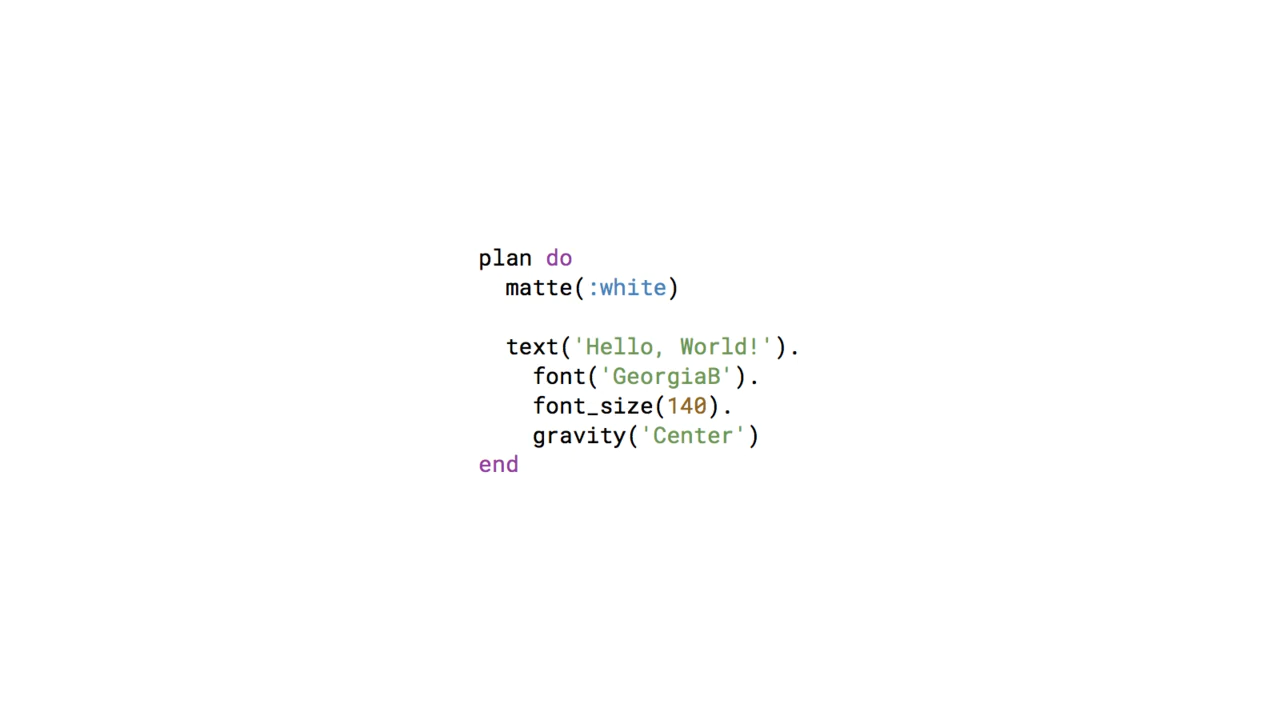 plan do
  matte(:white)

  text('Hello, World!').
    font('GeorgiaB').
    font_size(140).
    gravity('Center')
end